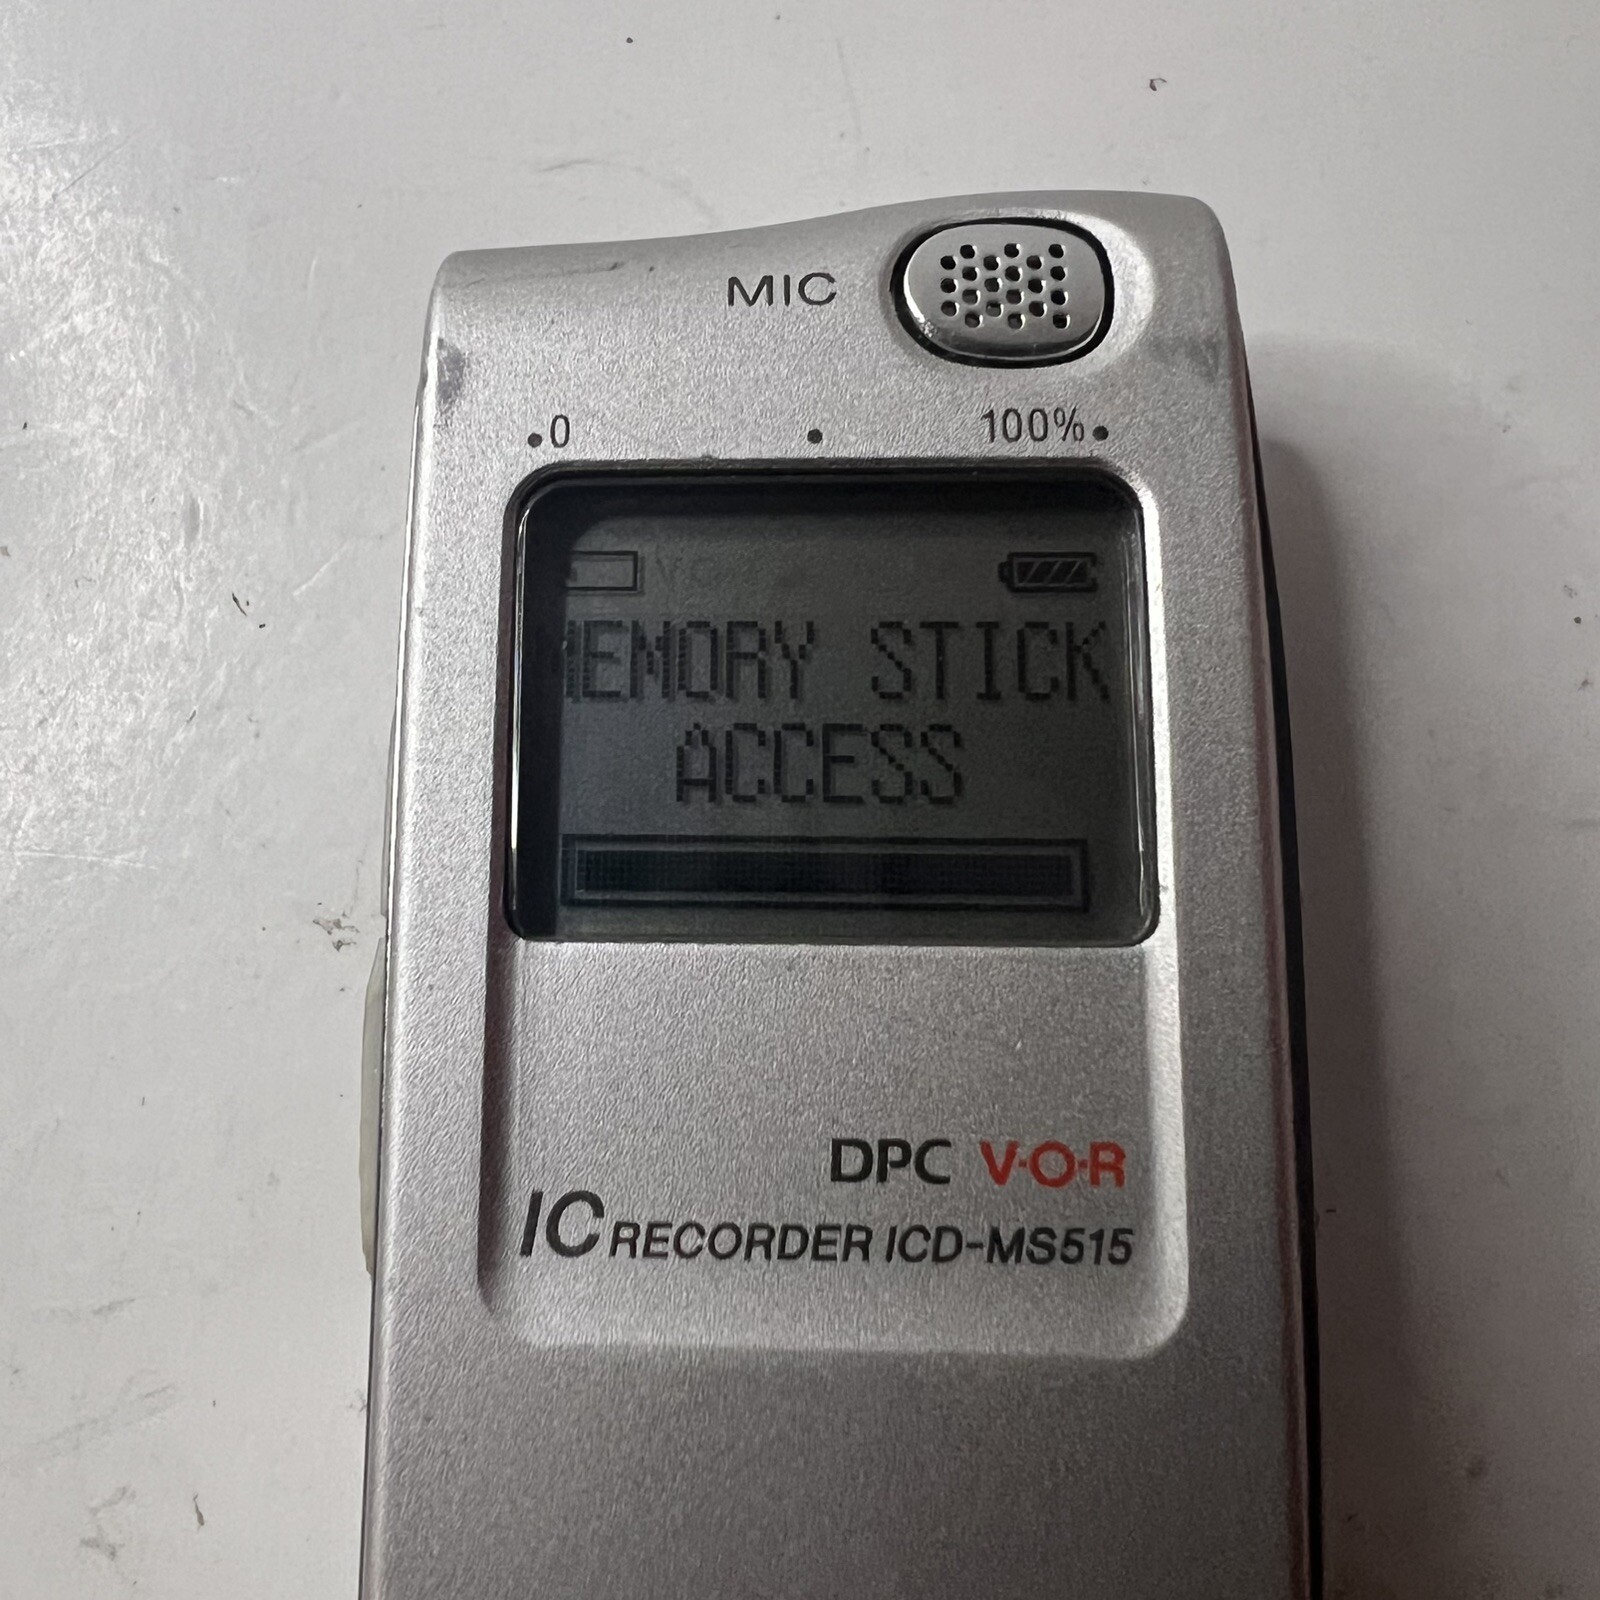 MIC
0 100%
MEMORY STICK
ACCESS
DPC V·O·R
IC RECORDER ICD-MS515